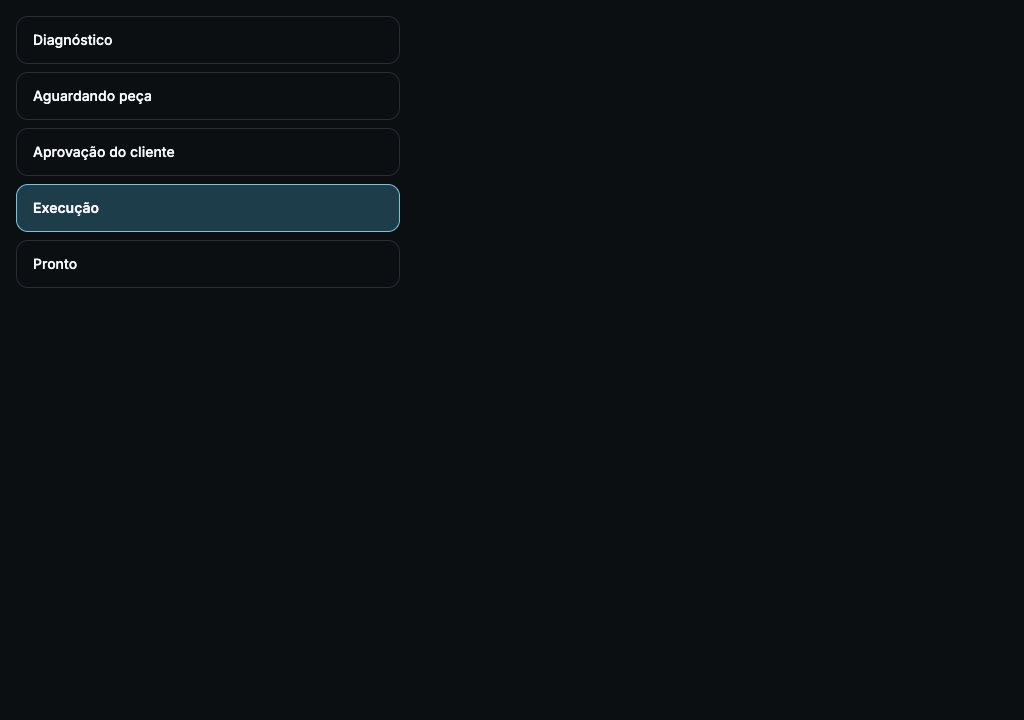 Diagnóstico
Aguardando peça
Aprovação do cliente
Execução
Pronto